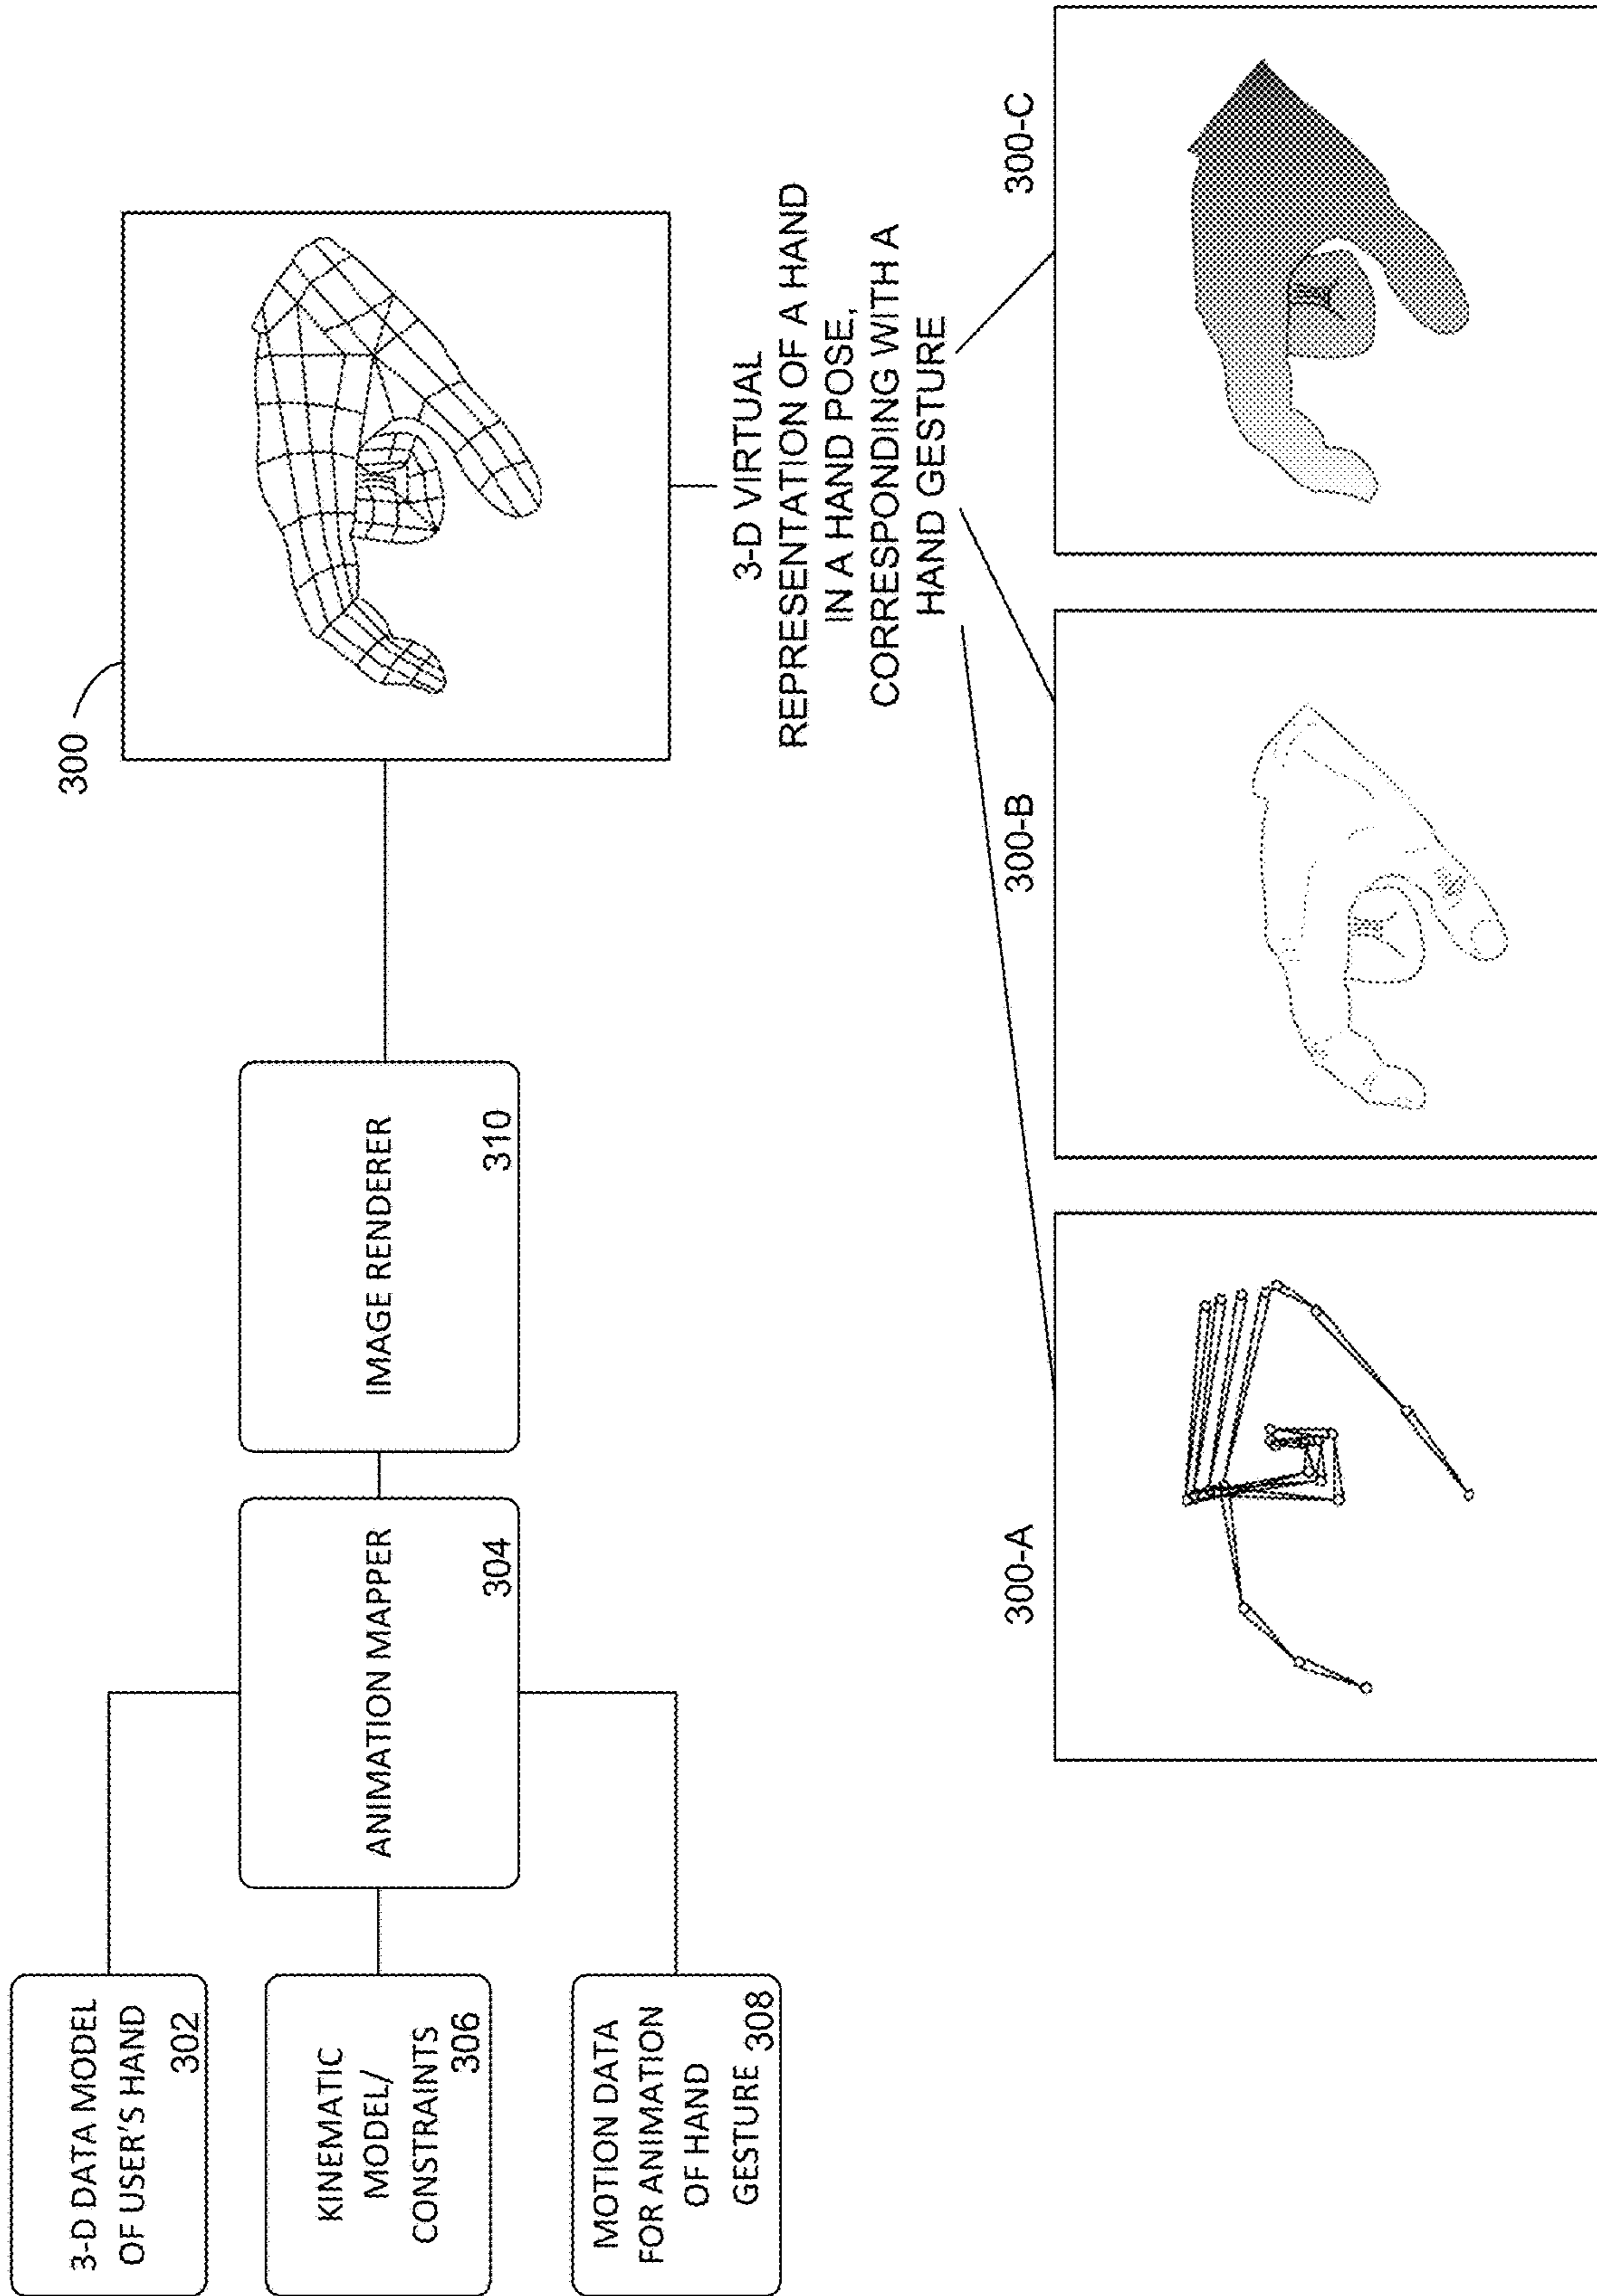 3-D DATA MODEL
OF USER'S HAND
302
KINEMATIC
MODEL/
CONSTRAINTS
306
MOTION DATA
FOR ANIMATION
OF HAND
GESTURE 308
ANIMATION MAPPER
304
IMAGE RENDERER
310
300
3-D VIRTUAL
REPRESENTATION OF A HAND
IN A HAND POSE,
CORRESPONDING WITH A
HAND GESTURE
300-A
300-B
300-C